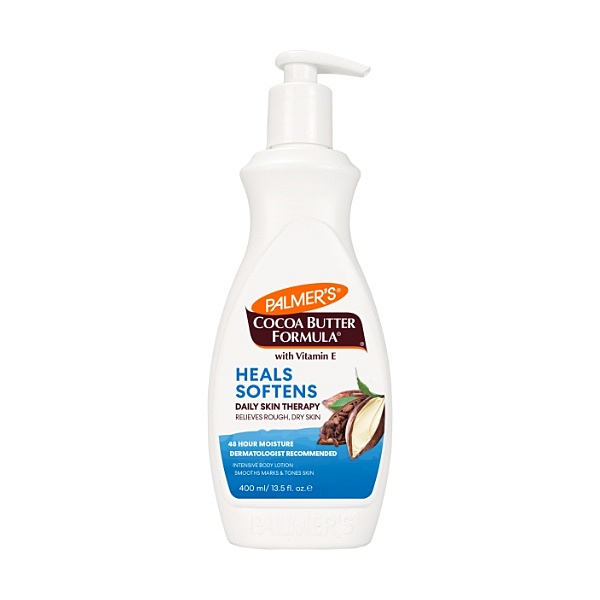 PALMER'S®
COCOA BUTTER
FORMULA®
with Vitamin E
HEALS
SOFTENS
DAILY SKIN THERAPY
RELIEVES ROUGH, DRY SKIN
48 HOUR MOISTURE
DERMATOLOGIST RECOMMENDED
INTENSIVE BODY LOTION
SMOOTHS MARKS & TONES SKIN
400 ml/ 13.5 fl. oz.℮
PALMER'S